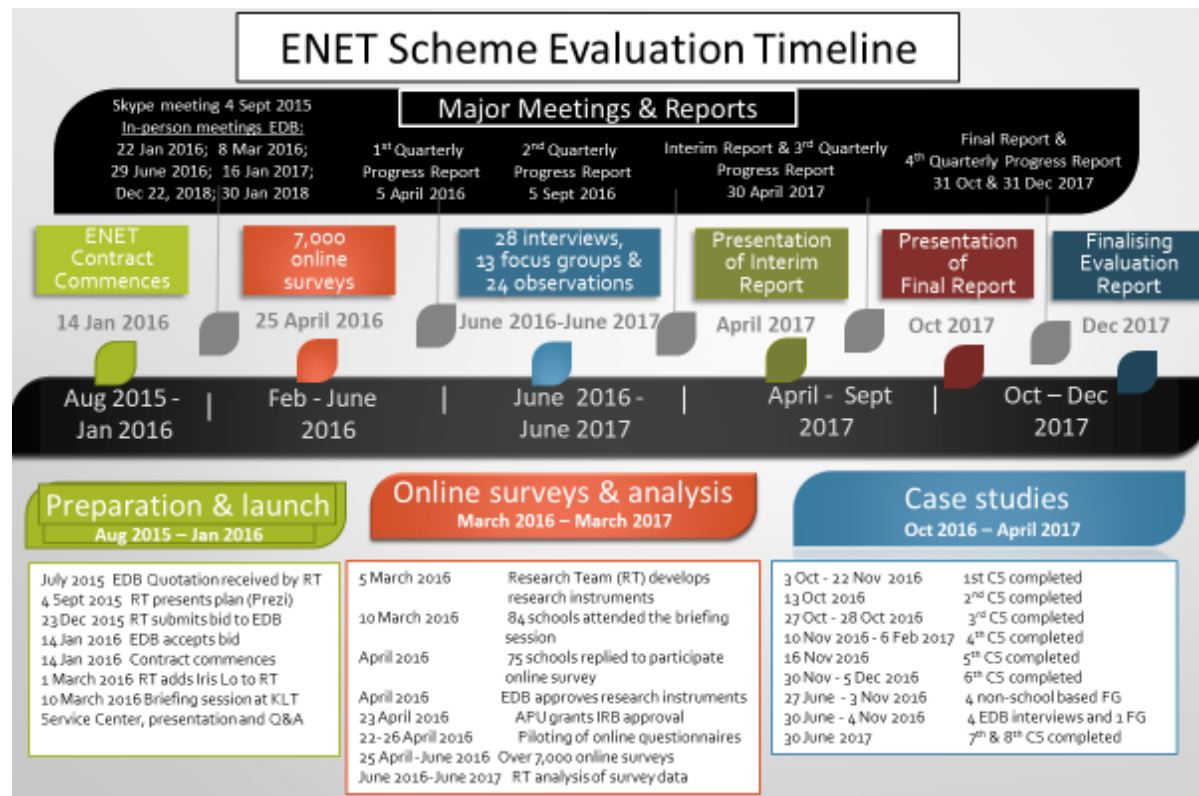 ENET Scheme Evaluation Timeline
Major Meetings & Reports
Skype meeting 4 Sept 2015
In-person meetings EDB:
22 Jan 2016; 8 Mar 2016;
29 June 2016; 16 Jan 2017;
Dec 22, 2018; 30 Jan 2018
1st Quarterly
Progress Report
5 April 2016
2nd Quarterly
Progress Report
5 Sept 2016
Interim Report & 3rd Quarterly
Progress Report
30 April 2017
Final Report &
4th Quarterly Progress Report
31 Oct & 31 Dec 2017
ENET
Contract
Commences
14 Jan 2016
7,000
online
surveys
25 April 2016
28 interviews,
13 focus groups &
24 observations
June 2016-June 2017
Presentation
of Interim
Report
April 2017
Presentation
of
Final Report
Oct 2017
Finalising
Evaluation
Report
Dec 2017
Aug 2015 -
Jan 2016
Feb - June
2016
June 2016 -
June 2017
April - Sept
2017
Oct – Dec
2017
Preparation & launch
Aug 2015 – Jan 2016
July 2015 EDB Quotation received by RT
4 Sept 2015 RT presents plan (Prezi)
23 Dec 2015 RT submits bid to EDB
14 Jan 2016 EDB accepts bid
14 Jan 2016 Contract commences
1 March 2016 RT adds Iris Lo to RT
10 March 2016 Briefing session at KLT
Service Center, presentation and Q&A
Online surveys & analysis
March 2016 – March 2017
5 March 2016 Research Team (RT) develops
research instruments
10 March 2016 84 schools attended the briefing
session
April 2016 75 schools replied to participate
online survey
April 2016 EDB approves research instruments
23 April 2016 APU grants IRB approval
22-26 April 2016 Piloting of online questionnaires
25 April-June 2016 Over 7,000 online surveys
June 2016-June 2017 RT analysis of survey data
Case studies
Oct 2016 – April 2017
3 Oct - 22 Nov 2016 1st CS completed
13 Oct 2016 2nd CS completed
27 Oct - 28 Oct 2016 3rd CS completed
10 Nov 2016 - 6 Feb 2017 4th CS completed
16 Nov 2016 5th CS completed
30 Nov - 5 Dec 2016 6th CS completed
27 June - 3 Nov 2016 4 non-school based FG
30 June - 4 Nov 2016 4 EDB interviews and 1 FG
30 June 2017 7th & 8th CS completed